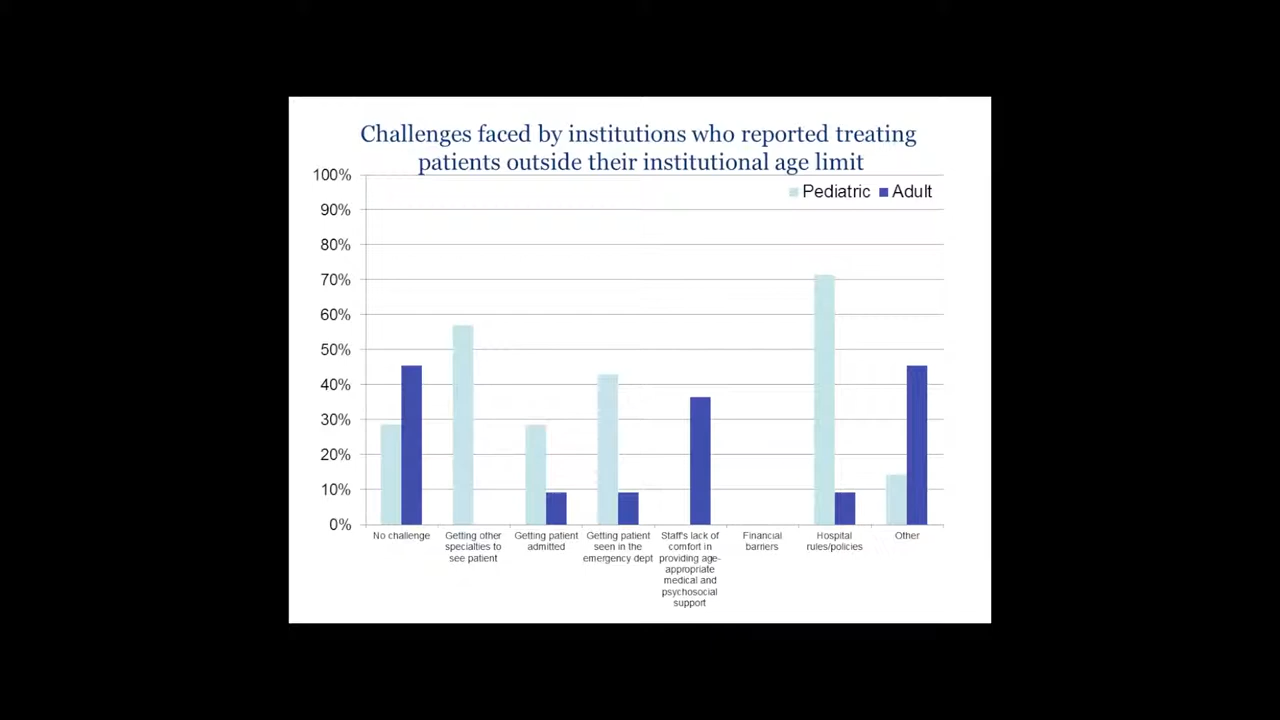 Challenges faced by institutions who reported treating
patients outside their institutional age limit
100%
Pediatric Adult
90%
80%
70%
60%
50%
40%
30%
20%
10%
0%
No challenge
Getting other
specialties to
see patient
Getting patient
admitted
Getting patient
seen in the
emergency dept
Staff's lack of
comfort in
providing age-
appropriate
medical and
psychosocial
support
Financial
barriers
Hospital
rules/policies
Other